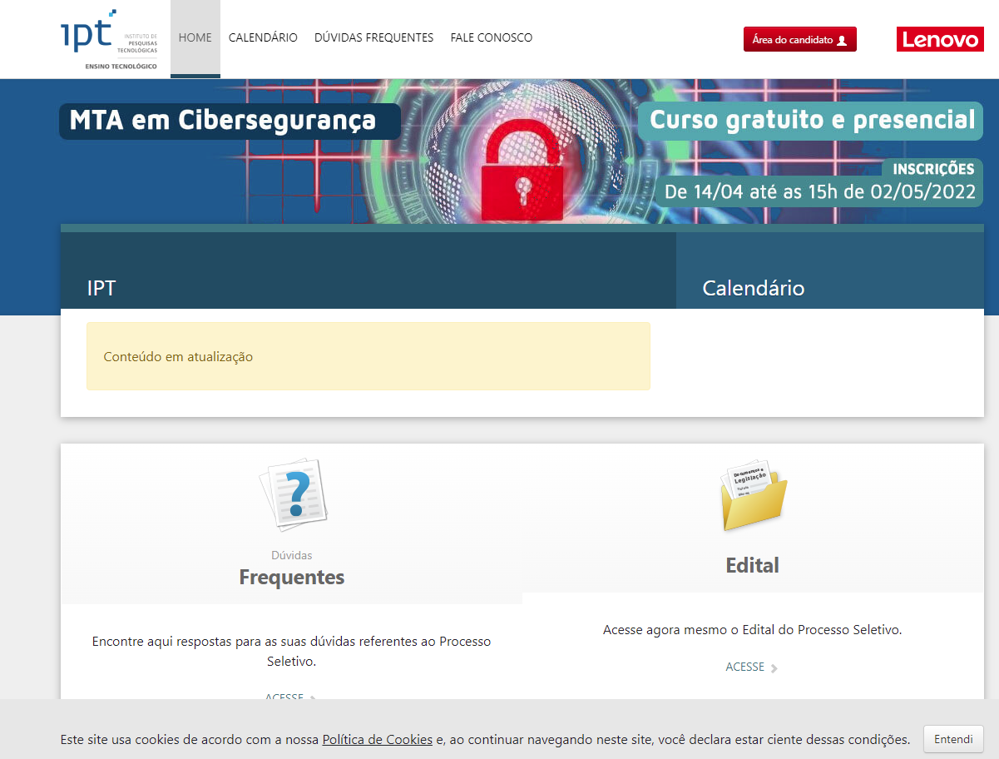 ipt
INSTITUTO DE
PESQUISAS
TECNOLÓGICAS
ENSINO TECNOLÓGICO
HOME
CALENDÁRIO
DÚVIDAS FREQUENTES
FALE CONOSCO
Área do candidato
Lenovo
MTA em Cibersegurança
Curso gratuito e presencial
INSCRIÇÕES
De 14/04 até as 15h de 02/05/2022
IPT
Calendário
Conteúdo em atualização
Dúvidas
Frequentes
Encontre aqui respostas para as suas dúvidas referentes ao Processo
Seletivo.
ACESSE
Documentos e
Legislação
Edital
Acesse agora mesmo o Edital do Processo Seletivo.
ACESSE
Este site usa cookies de acordo com a nossa Política de Cookies e, ao continuar navegando neste site, você declara estar ciente dessas condições.
Entendi